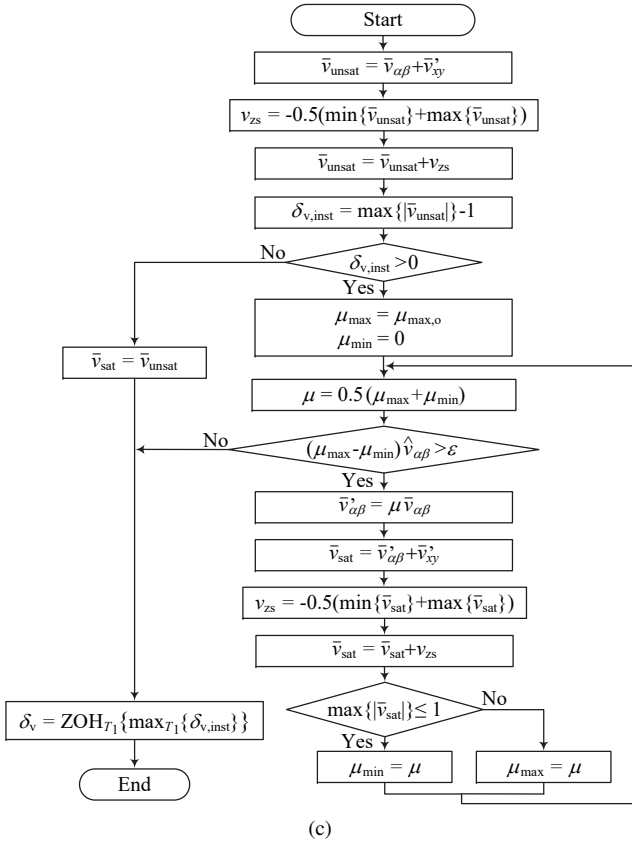 Start
v̄unsat = v̄αβ+v̄'xy
vzs = -0.5(min{v̄unsat}+max{v̄unsat})
v̄unsat = v̄unsat+vzs
δv,inst = max{|v̄unsat|}-1
No
δv,inst >0
Yes
μmax = μmax,o
μmin = 0
v̄sat = v̄unsat
μ = 0.5(μmax+μmin)
No
(μmax-μmin)v̂αβ >ε
Yes
v̄'αβ = μv̄αβ
v̄sat = v̄'αβ+v̄'xy
vzs = -0.5(min{v̄sat}+max{v̄sat})
v̄sat = v̄sat+vzs
δv = ZOHT1{maxT1{δv,inst}}
max{|v̄sat|}≤ 1
No
Yes
End
μmin = μ
μmax = μ
(c)